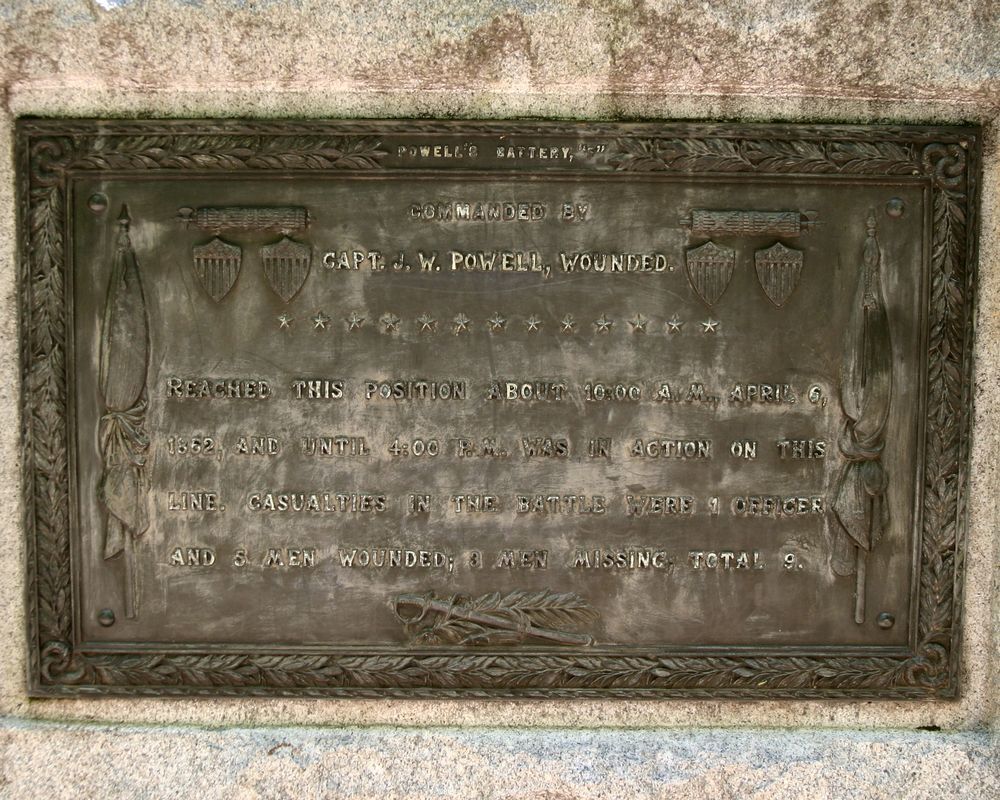 POWELL'S BATTERY, "F"
COMMANDED BY
CAPT. J. W. POWELL, WOUNDED.
REACHED THIS POSITION ABOUT 10:00 A.M., APRIL 6,
1862, AND UNTIL 4:00 P.M. WAS IN ACTION ON THIS
LINE. CASUALTIES IN THE BATTLE WERE 1 OFFICER
AND 5 MEN WOUNDED; 3 MEN MISSING; TOTAL 9.